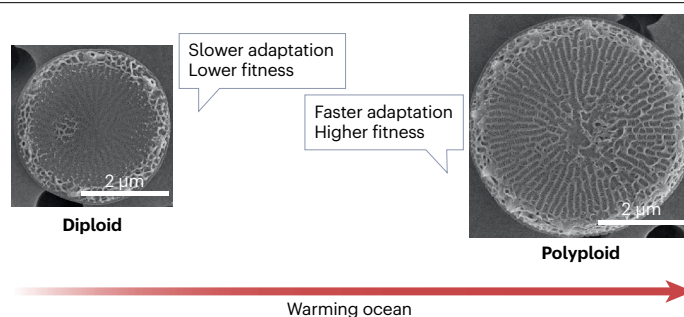 Slower adaptation
Lower fitness
Faster adaptation
Higher fitness
2 µm
2 µm
Diploid
Polyploid
Warming ocean